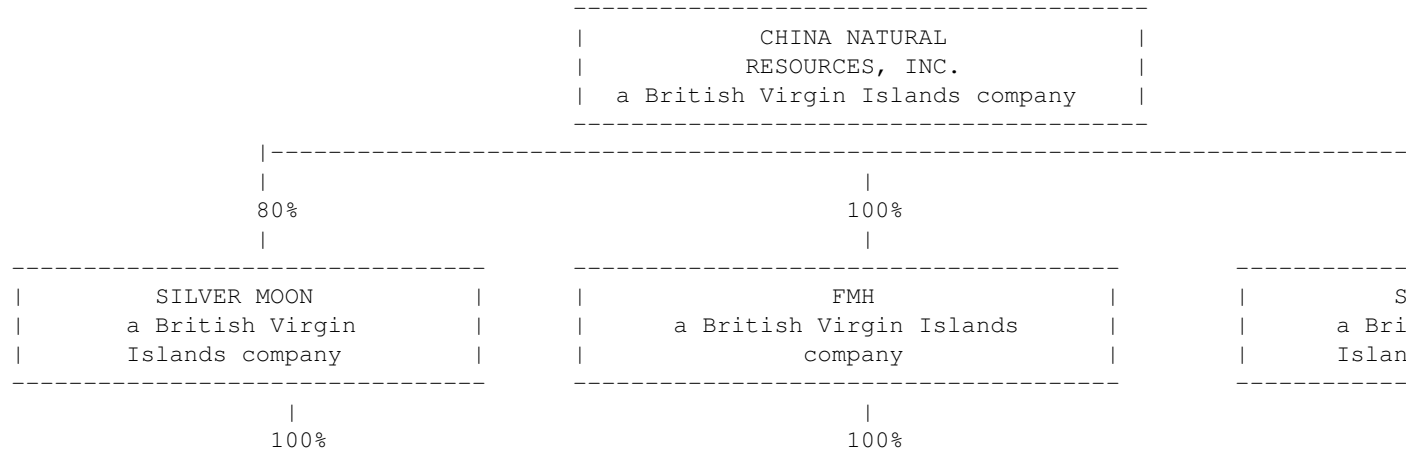 CHINA NATURAL
RESOURCES, INC.
a British Virgin Islands company
80%
100%
SILVER MOON
a British Virgin
Islands company
FMH
a British Virgin Islands
company
100%
100%